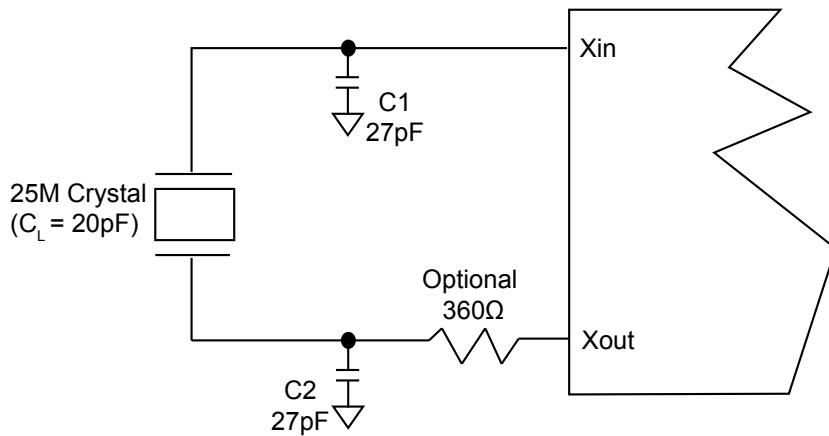 Xin
C1
27pF
25M Crystal
(C_L = 20pF)
Optional
360Ω
Xout
C2
27pF